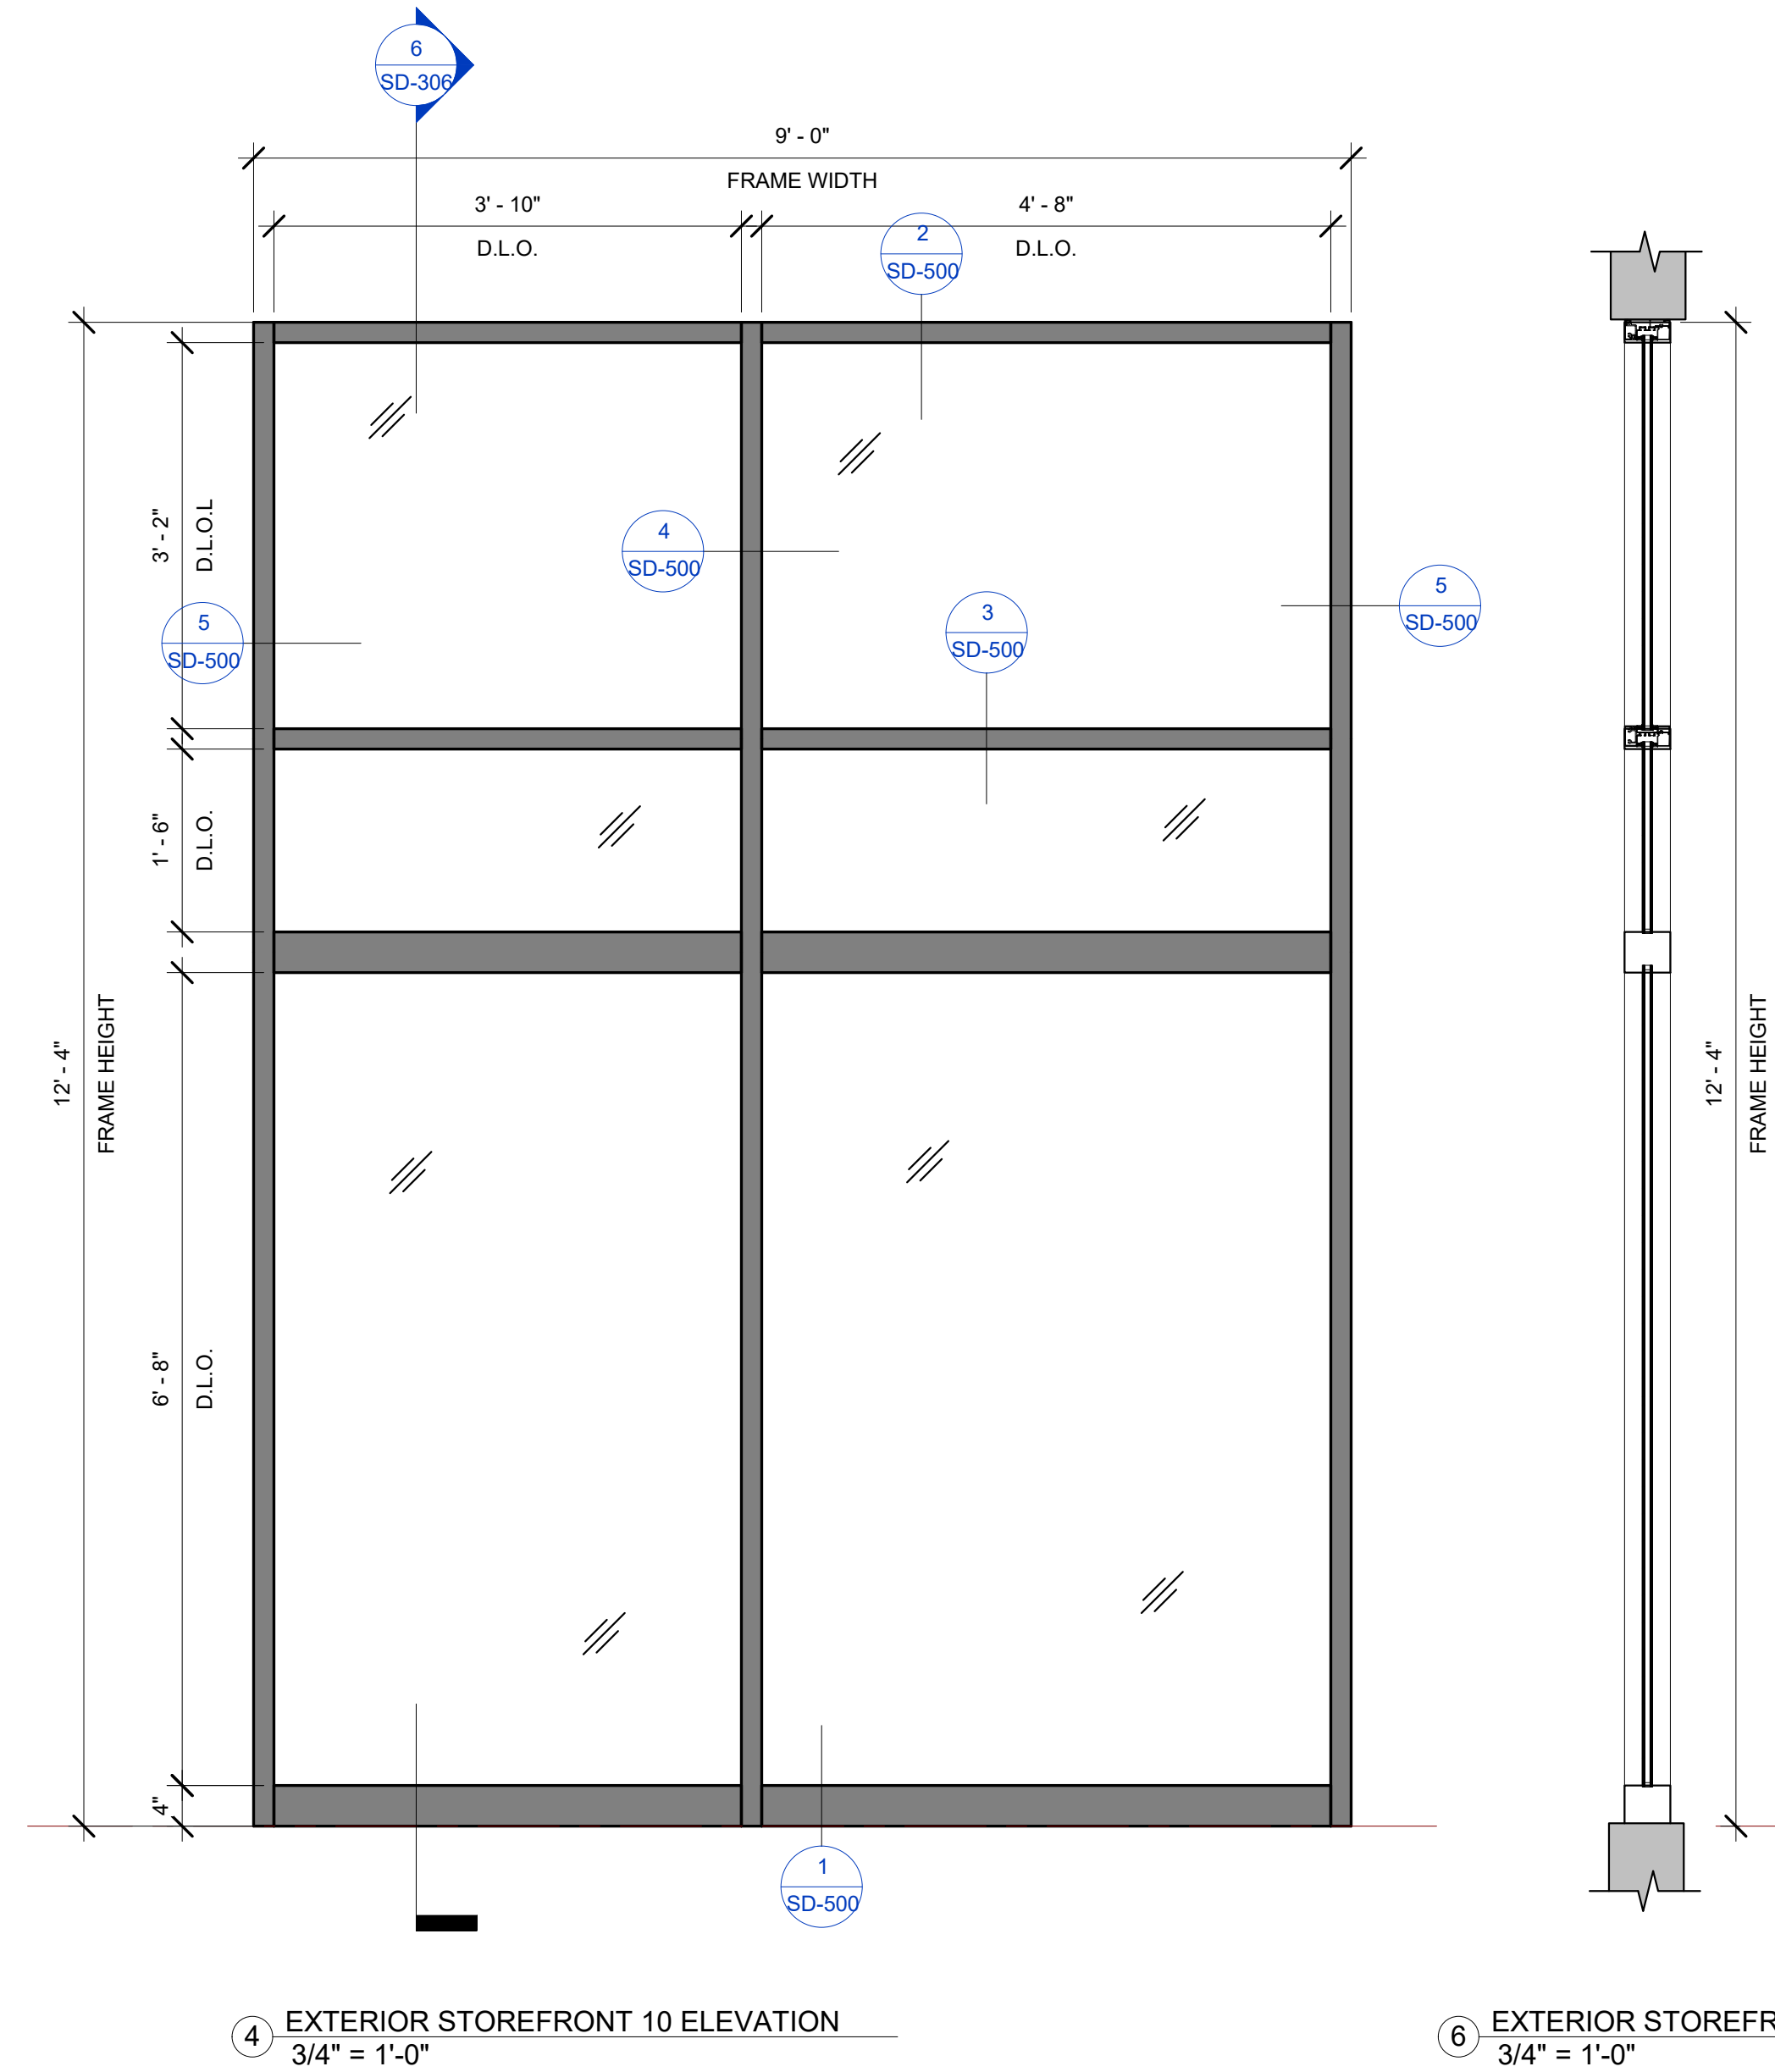 6
SD-306
9' - 0"
FRAME WIDTH
3' - 10"
D.L.O.
4' - 8"
D.L.O.
2
SD-500
3' - 2"
D.L.O.L
4
SD-500
5
SD-500
3
SD-500
5
SD-500
1' - 6"
D.L.O.
12' - 4"
FRAME HEIGHT
12' - 4"
FRAME HEIGHT
6' - 8"
D.L.O.
4"
1
SD-500
4
EXTERIOR STOREFRONT 10 ELEVATION
3/4" = 1'-0"
6
EXTERIOR STOREFR
3/4" = 1'-0"